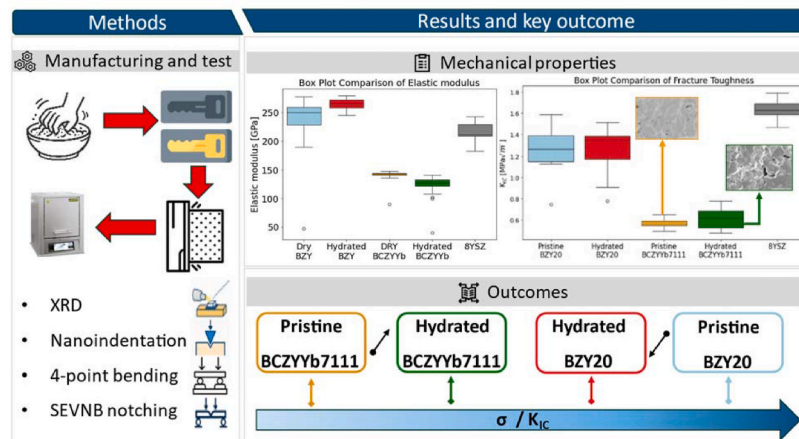 Methods
Results and key outcome
Manufacturing and test
• XRD
• Nanoindentation
• 4-point bending
• SEVNB notching
Mechanical properties
Box Plot Comparison of Elastic modulus
Elastic modulus [GPa]
250
200
150
100
50
Dry BZY
Hydrated BZY
DRY BCZYYb
Hydrated BCZYYb
8YSZ
Box Plot Comparison of Fracture Toughness
K_IC [MPa√m]
1.8
1.6
1.4
1.2
1.0
0.8
0.6
Pristine BZY20
Hydrated BZY20
Pristine BCZYYb7111
Hydrated BCZYYb7111
8YSZ
Outcomes
Pristine
BCZYYb7111
Hydrated
BCZYYb7111
Hydrated
BZY20
Pristine
BZY20
σ / K_IC